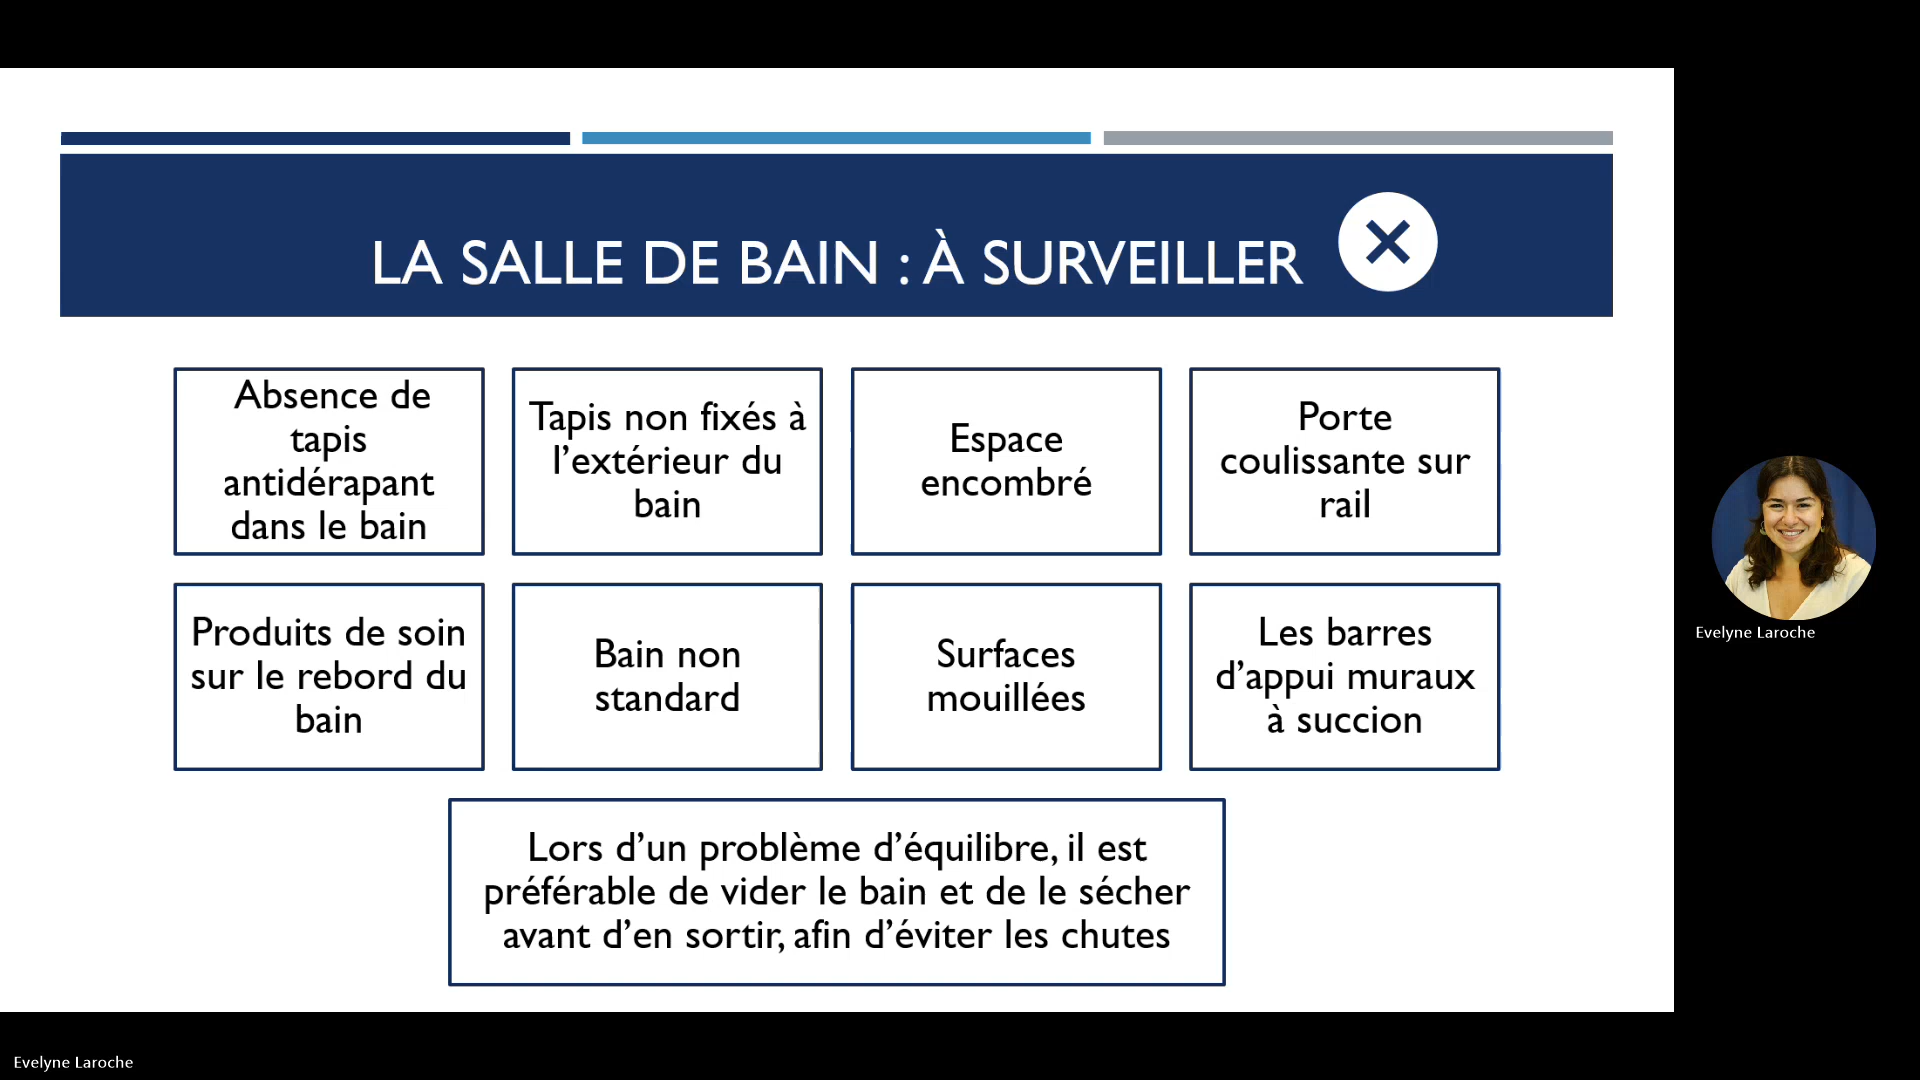 LA SALLE DE BAIN : À SURVEILLER
Absence de
tapis
antidérapant
dans le bain
Tapis non fixés à
l’extérieur du
bain
Espace
encombré
Porte
coulissante sur
rail
Produits de soin
sur le rebord du
bain
Bain non
standard
Surfaces
mouillées
Les barres
d’appui muraux
à succion
Lors d’un problème d’équilibre, il est
préférable de vider le bain et de le sécher
avant d’en sortir, afin d’éviter les chutes
Evelyne Laroche
Evelyne Laroche